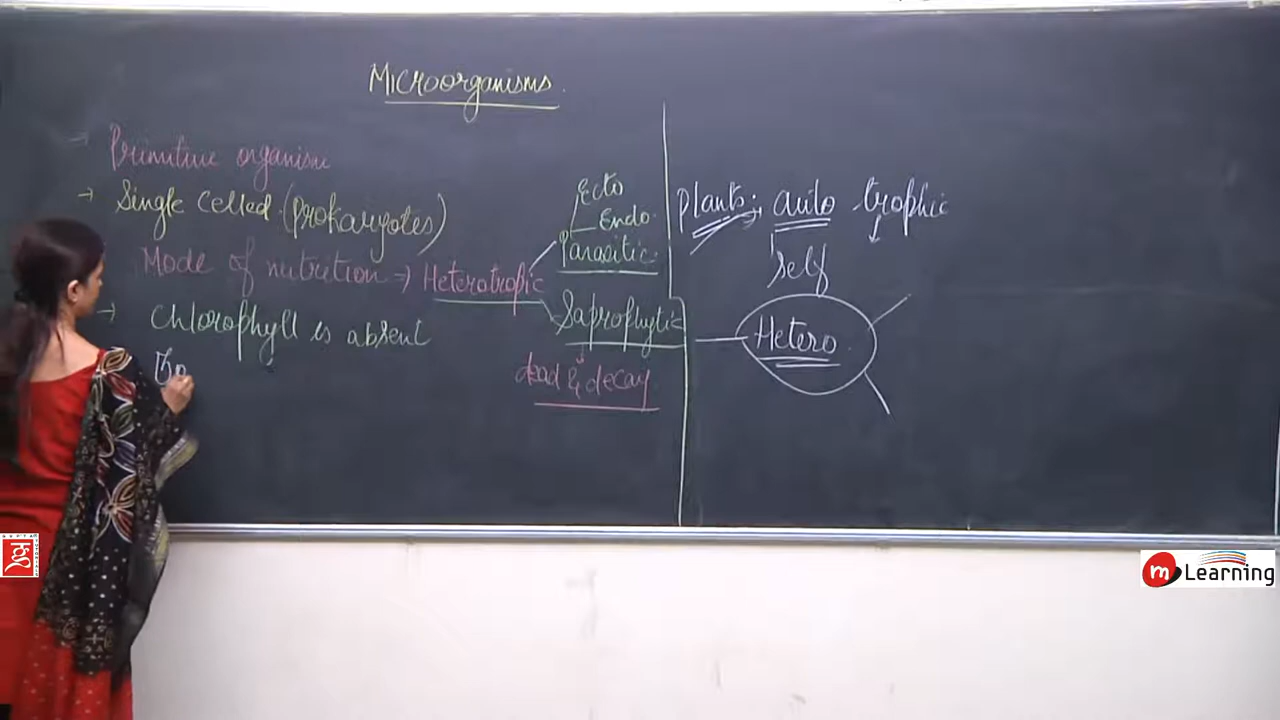 Microorganisms.
→ Primitive organism
→ Single celled (Prokaryotes)
Mode of nutrition → Heterotropic
Parasitic
Ecto
Endo
Saprophytic
dead & decay
→ Chlorophyll is absent
Plants: auto trophic
self
Hetero
GUPTA
m Learning